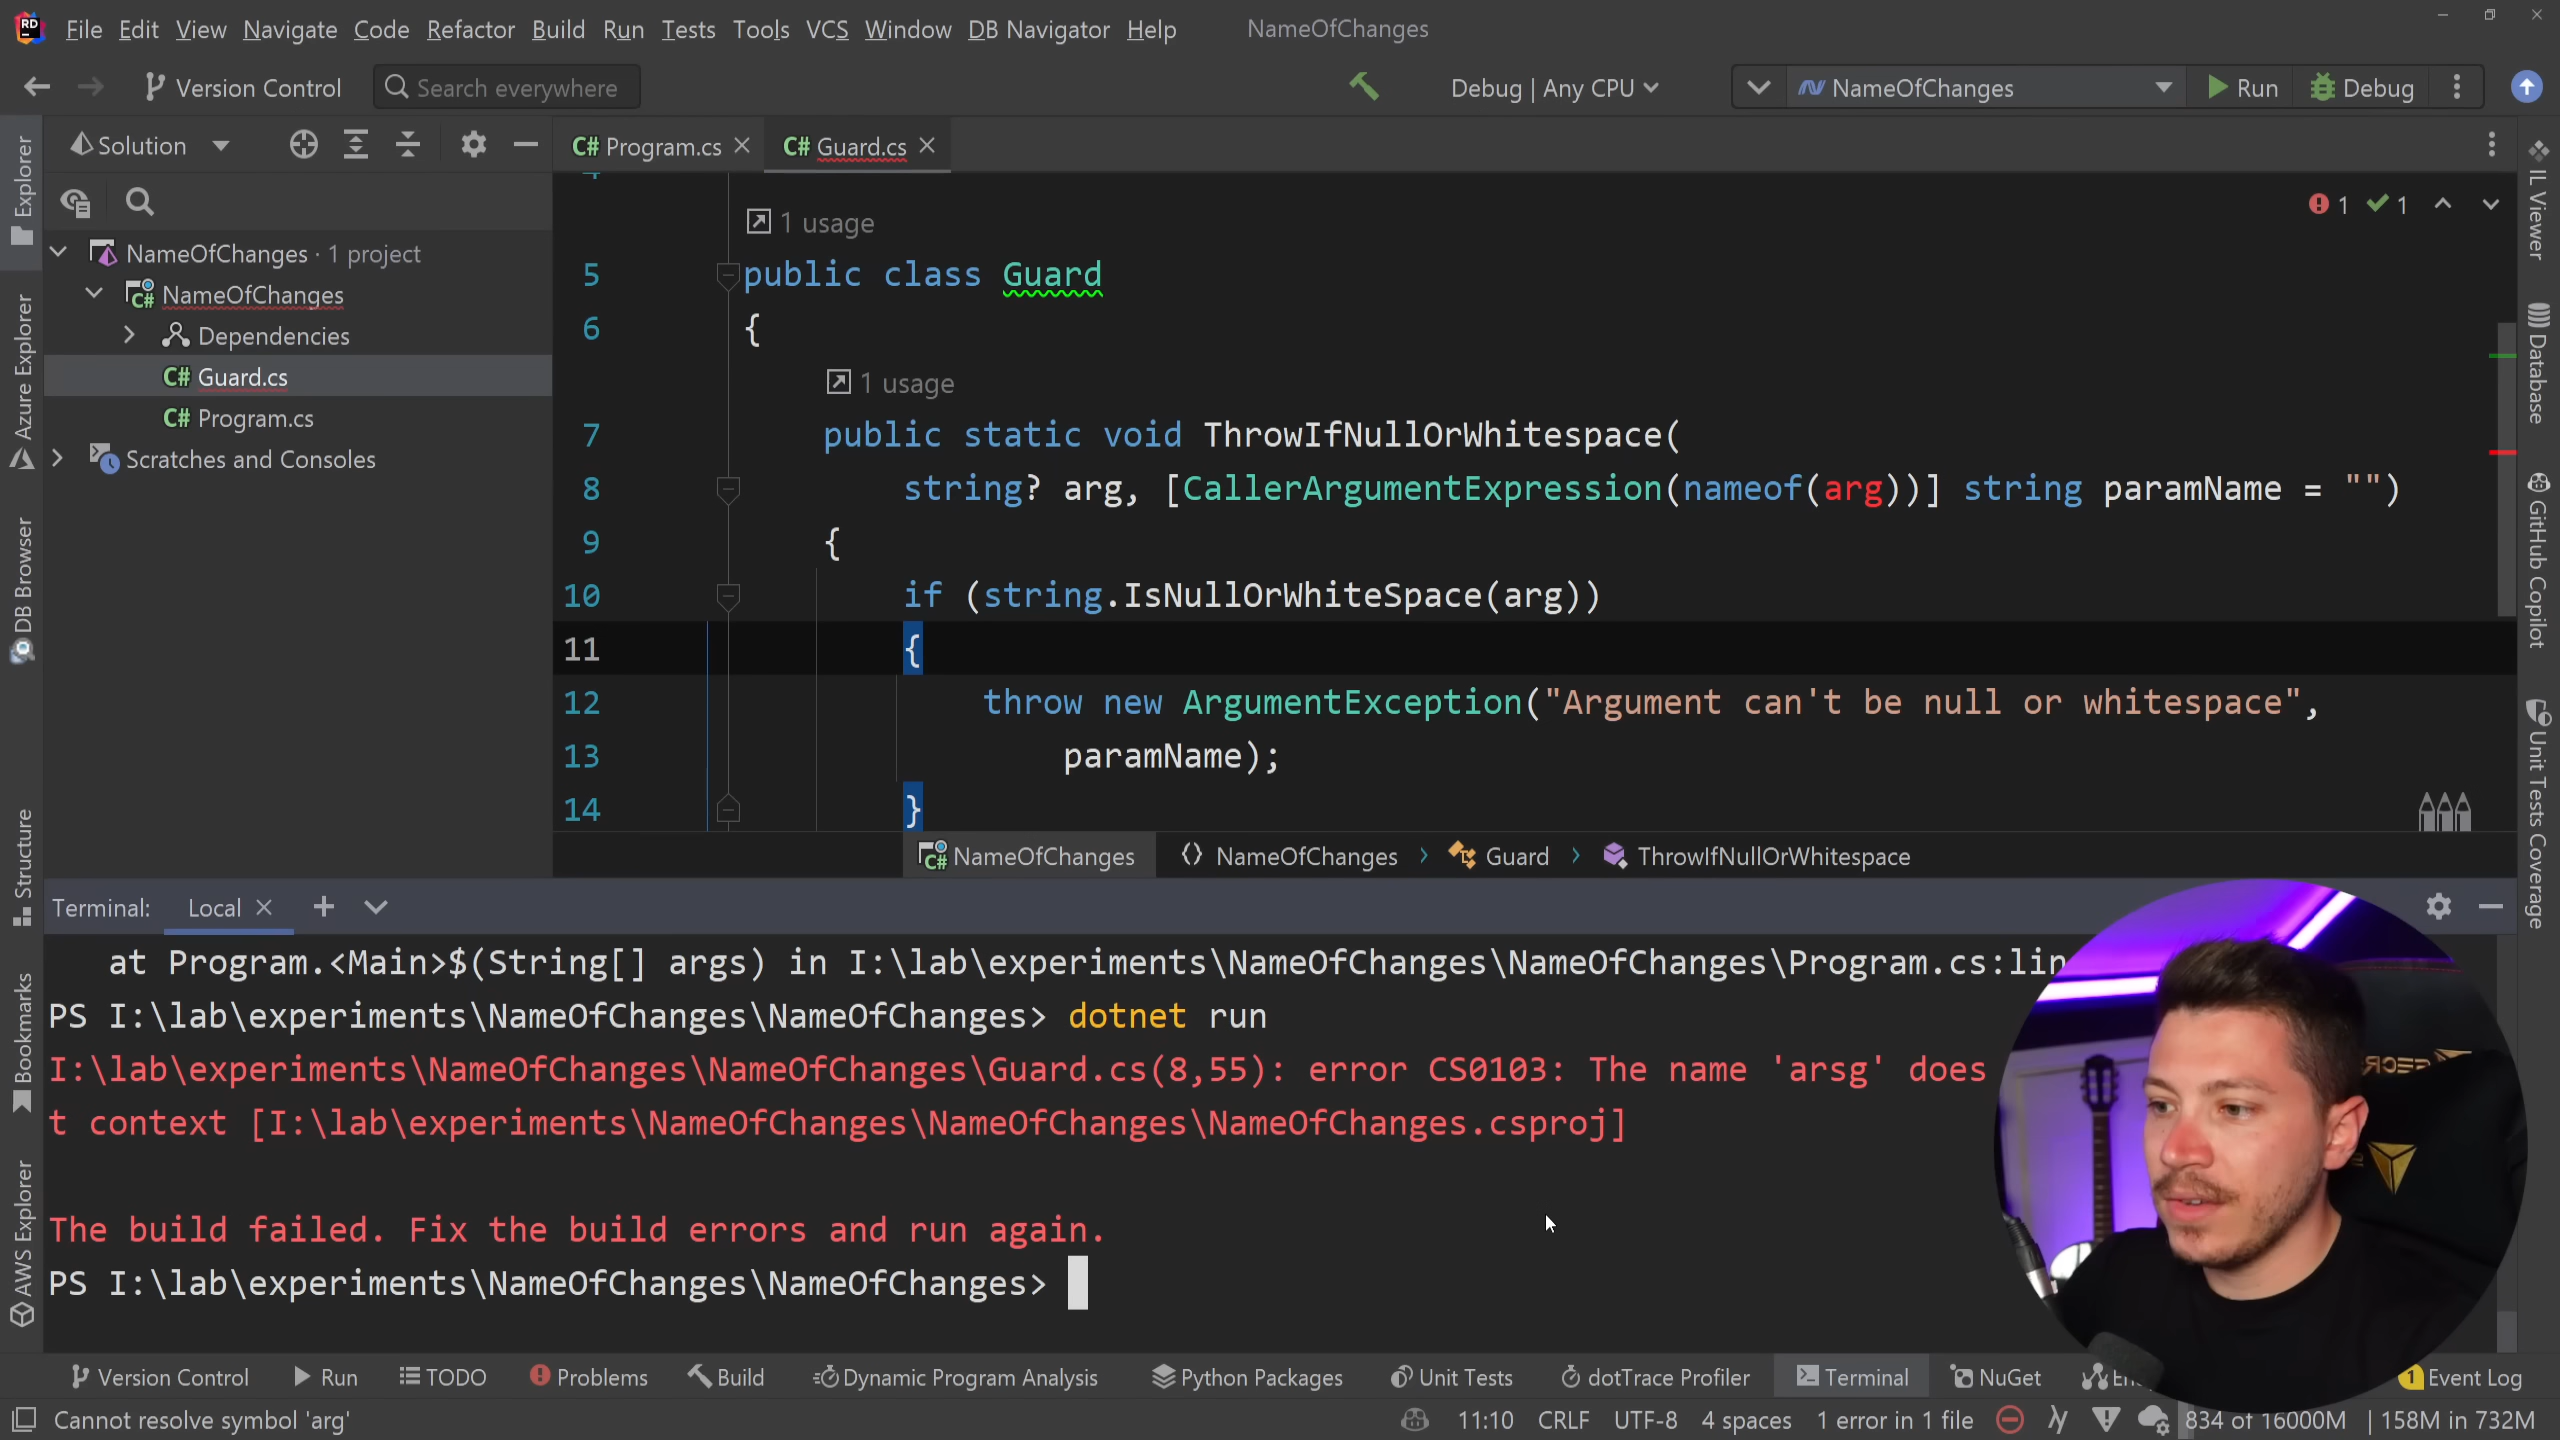 File Edit View Navigate Code Refactor Build Run Tests Tools VCS Window DB Navigator Help NameOfChanges
Version Control Search everywhere Debug | Any CPU NameOfChanges Run Debug
Solution
Program.cs Guard.cs
NameOfChanges · 1 project
NameOfChanges
Dependencies
Guard.cs
Program.cs
Scratches and Consoles
Explorer
Azure Explorer
DB Browser
Structure
Bookmarks
AWS Explorer
1 1
4
1 usage
5 public class Guard
6 {
1 usage
7 public static void ThrowIfNullOrWhitespace(
8 string? arg, [CallerArgumentExpression(nameof(arg))] string paramName = "")
9 {
10 if (string.IsNullOrWhiteSpace(arg))
11 {
12 throw new ArgumentException("Argument can't be null or whitespace",
13 paramName);
14 }
NameOfChanges NameOfChanges Guard ThrowIfNullOrWhitespace
IL Viewer
Database
GitHub Copilot
Unit Tests Coverage
Terminal: Local
at Program.<Main>$(String[] args) in I:\lab\experiments\NameOfChanges\NameOfChanges\Program.cs:lin
PS I:\lab\experiments\NameOfChanges\NameOfChanges> dotnet run
I:\lab\experiments\NameOfChanges\NameOfChanges\Guard.cs(8,55): error CS0103: The name 'arsg' does
t context [I:\lab\experiments\NameOfChanges\NameOfChanges\NameOfChanges.csproj]
The build failed. Fix the build errors and run again.
PS I:\lab\experiments\NameOfChanges\NameOfChanges>
Version Control Run TODO Problems Build Dynamic Program Analysis Python Packages Unit Tests dotTrace Profiler Terminal NuGet 1 Event Log
Cannot resolve symbol 'arg' 11:10 CRLF UTF-8 4 spaces 1 error in 1 file 834 of 16000M | 158M in 732M